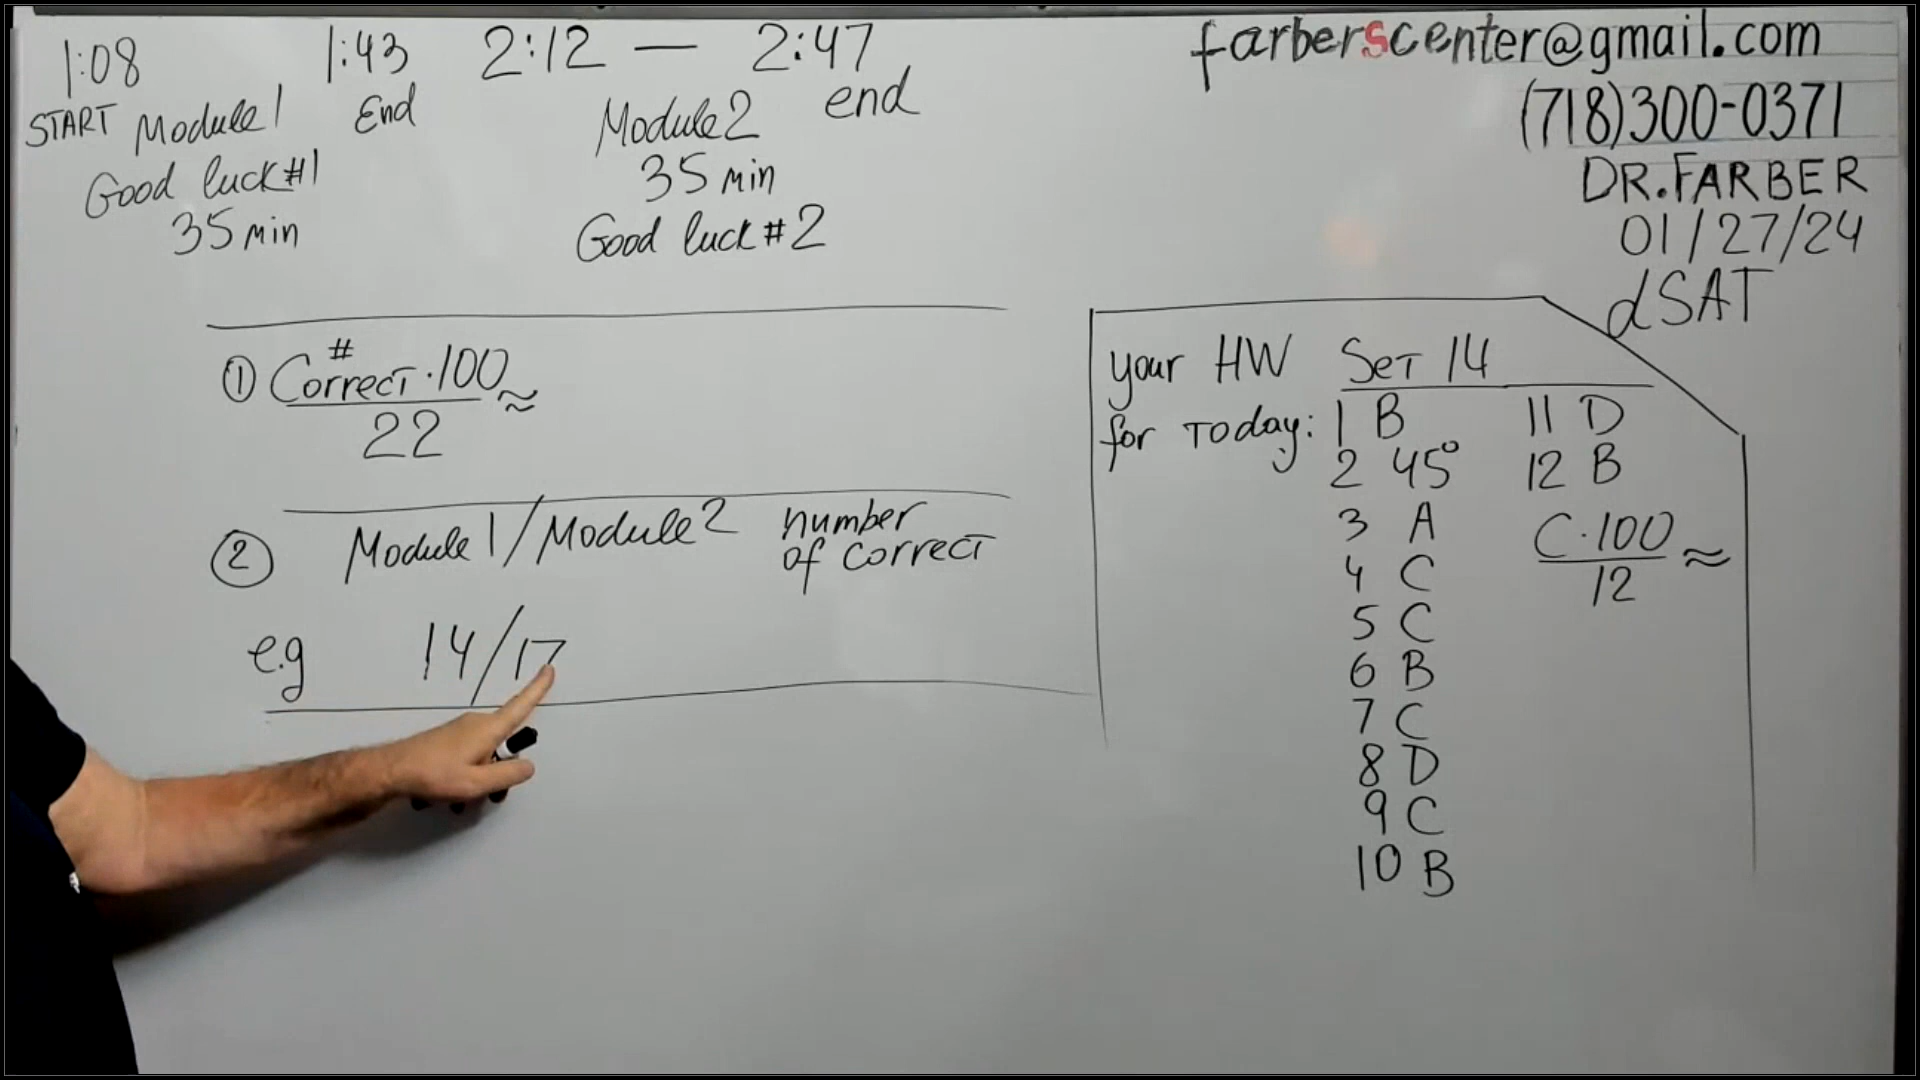 1:08 1:43 2:12 — 2:47
START Module 1 End Module 2 end
Good luck #1 35 min
35 min Good luck #2
farberscenter@gmail.com
(718)300-0371
DR.FARBER
01/27/24
dSAT
① # Correct · 100 ≈
22
② Module 1 / Module 2 number
of correct
e.g 14/17
your HW Set 14
for today: 1 B 11 D
2 45° 12 B
3 A C·100 ≈
4 C 12
5 C
6 B
7 C
8 D
9 C
10 B